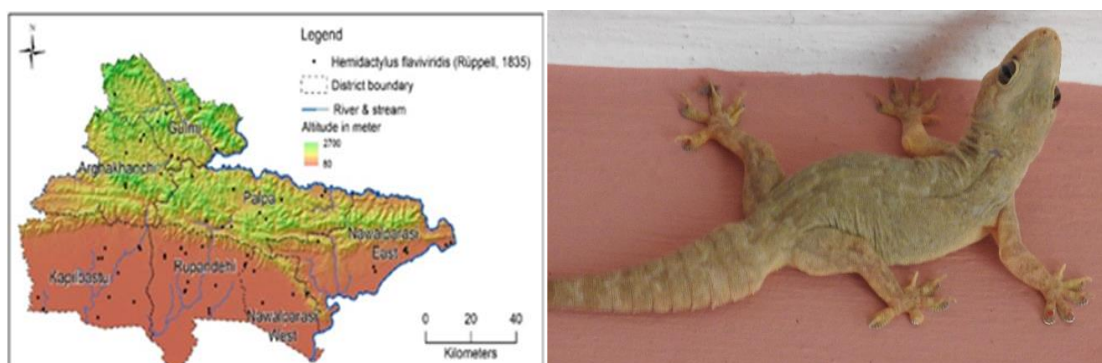 N
Legend
Hemidactylus flaviviridis (Rüppell, 1835)
District boundary
River & stream
Altitude in meter
2700
80
Gulmi
Arghakhanchi
Palpa
Nawalparasi
East
Kapilbastu
Rupandehi
Nawalparasi
West
0 20 40
Kilometers